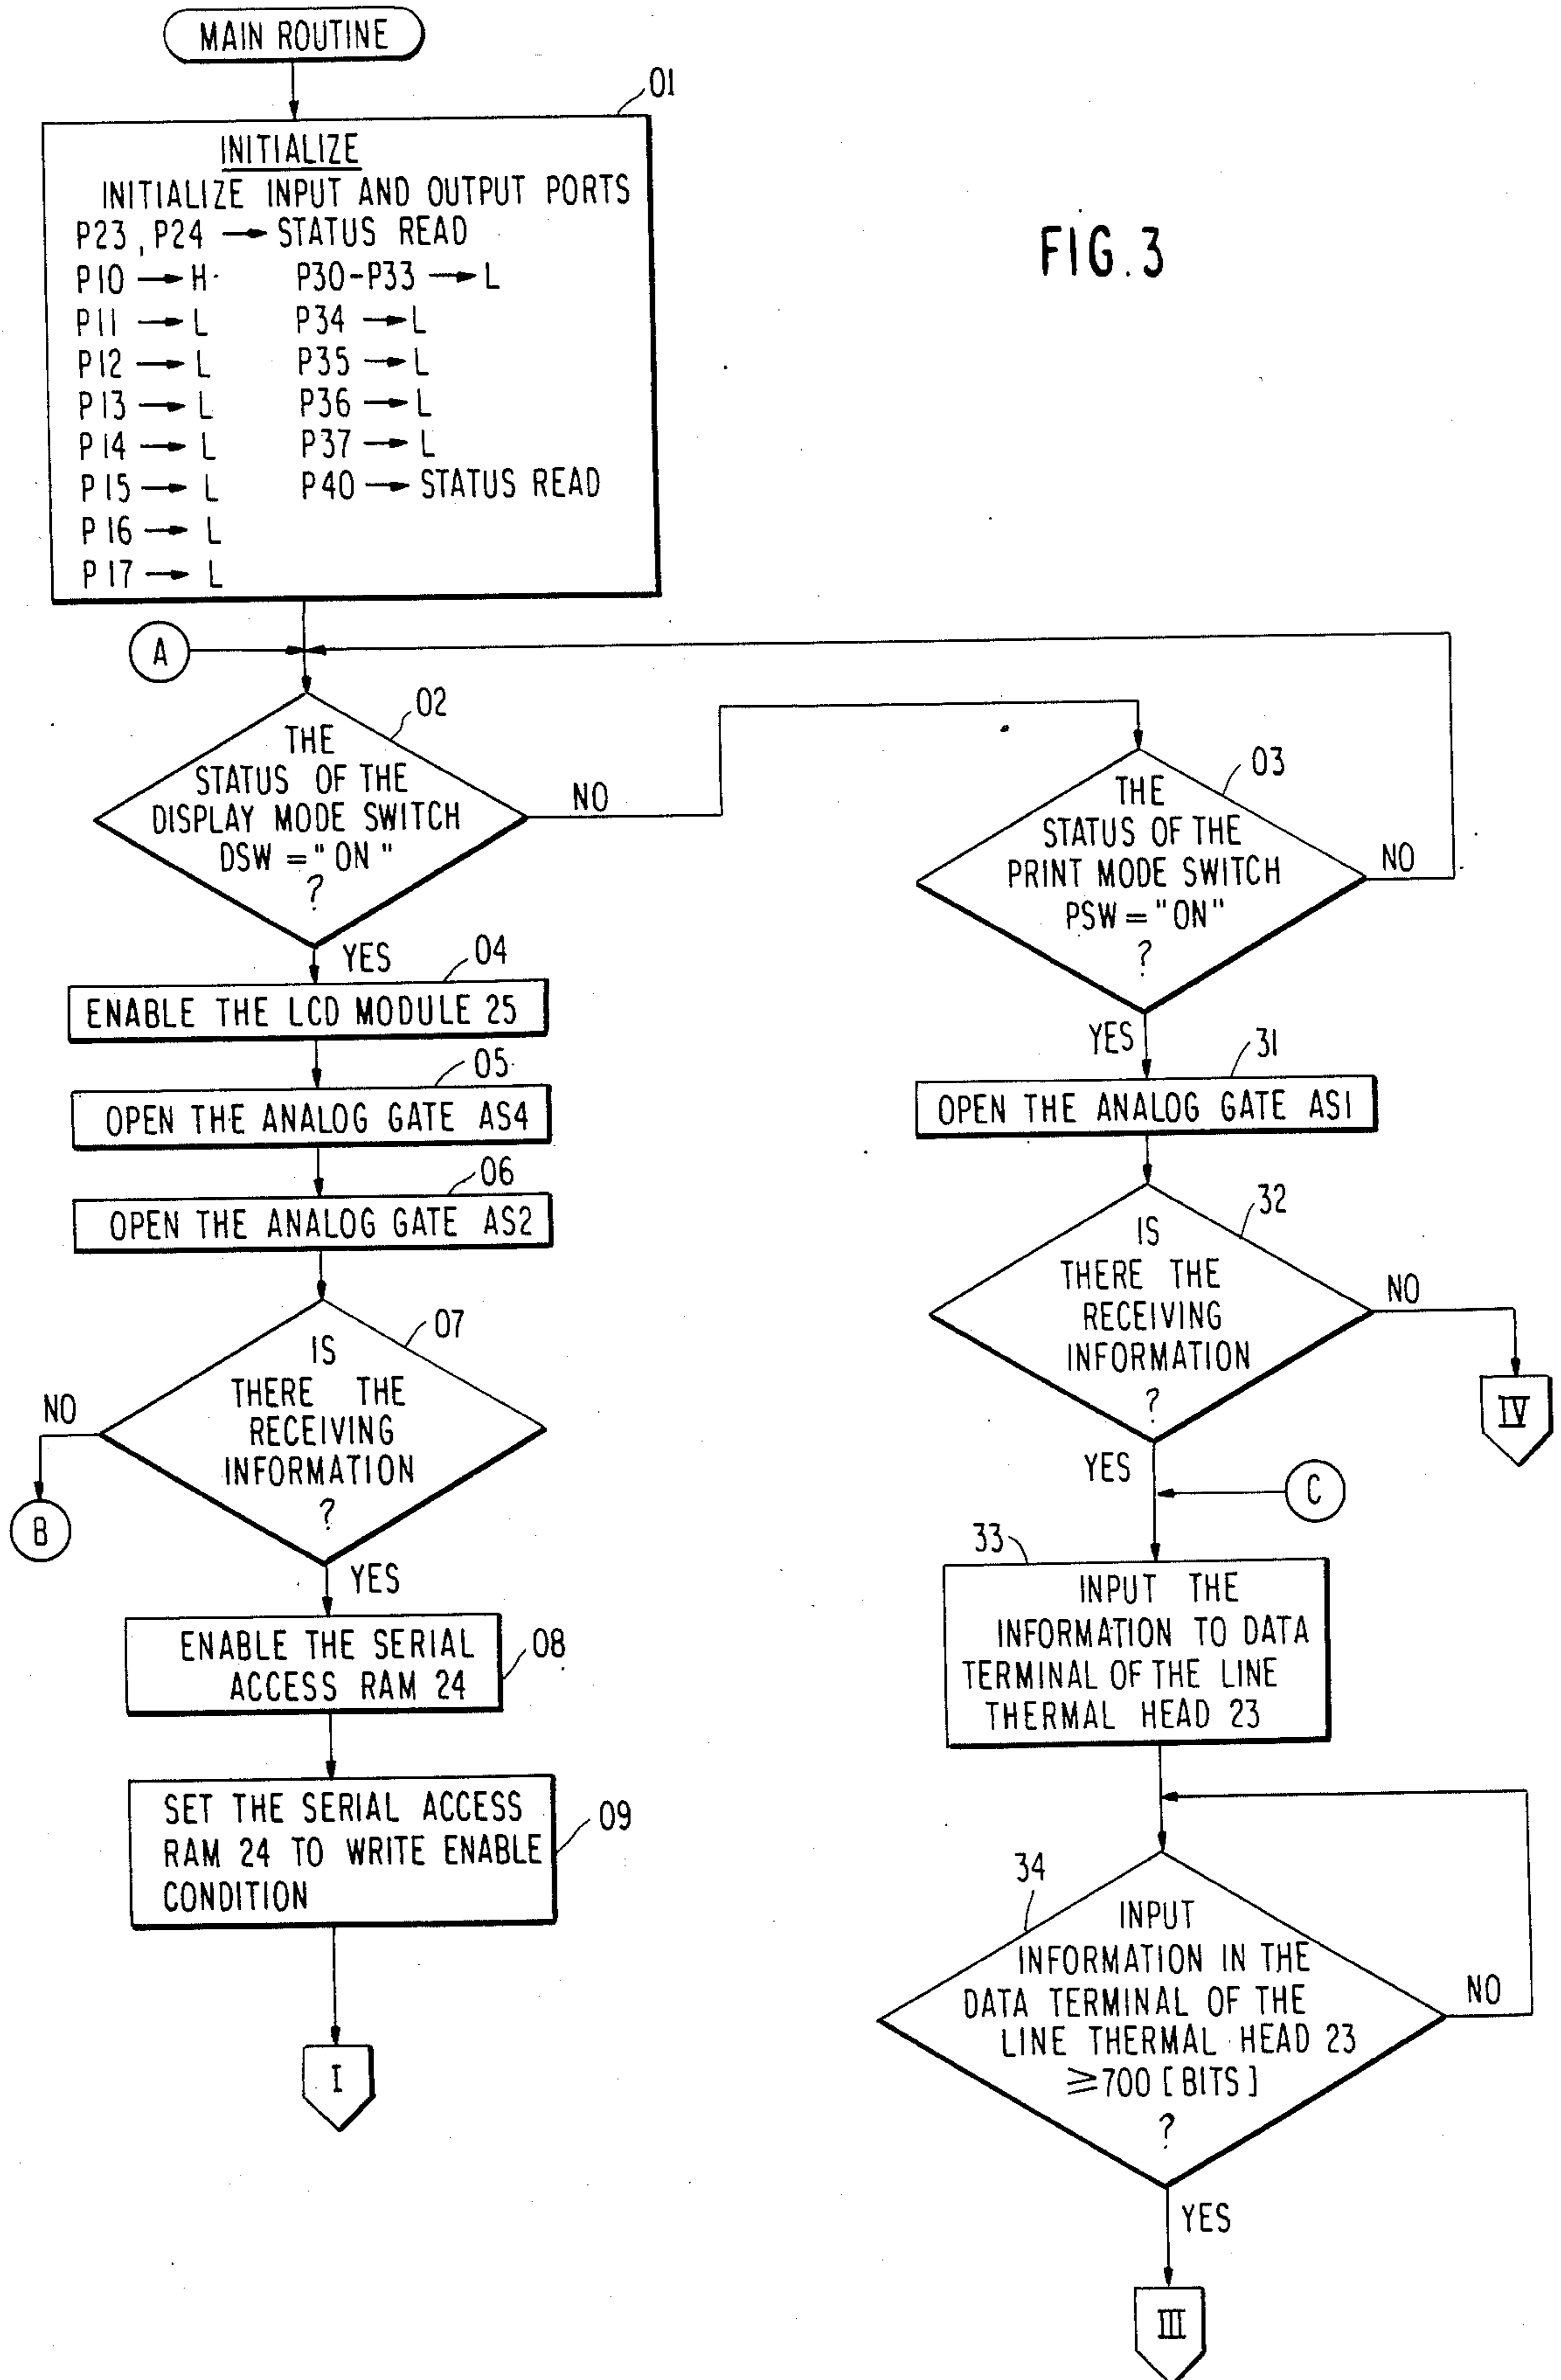 MAIN ROUTINE
01
INITIALIZE
INITIALIZE INPUT AND OUTPUT PORTS
P23, P24 → STATUS READ
P10 → H P30-P33 → L
P11 → L P34 → L
P12 → L P35 → L
P13 → L P36 → L
P14 → L P37 → L
P15 → L P40 → STATUS READ
P16 → L
P17 → L
FIG. 3
A
02
THE
STATUS OF THE
DISPLAY MODE SWITCH
DSW = "ON"
?
NO
YES
04
ENABLE THE LCD MODULE 25
05
OPEN THE ANALOG GATE AS4
06
OPEN THE ANALOG GATE AS2
07
IS
THERE THE
RECEIVING
INFORMATION
?
NO
B
YES
ENABLE THE SERIAL
ACCESS RAM 24
08
SET THE SERIAL ACCESS
RAM 24 TO WRITE ENABLE
CONDITION
09
I
03
THE
STATUS OF THE
PRINT MODE SWITCH
PSW = "ON"
?
NO
YES
31
OPEN THE ANALOG GATE AS1
32
IS
THERE THE
RECEIVING
INFORMATION
?
NO
IV
YES
C
33
INPUT THE
INFORMATION TO DATA
TERMINAL OF THE LINE
THERMAL HEAD 23
34
INPUT
INFORMATION IN THE
DATA TERMINAL OF THE
LINE THERMAL HEAD 23
≧700 [BITS]
?
NO
YES
III